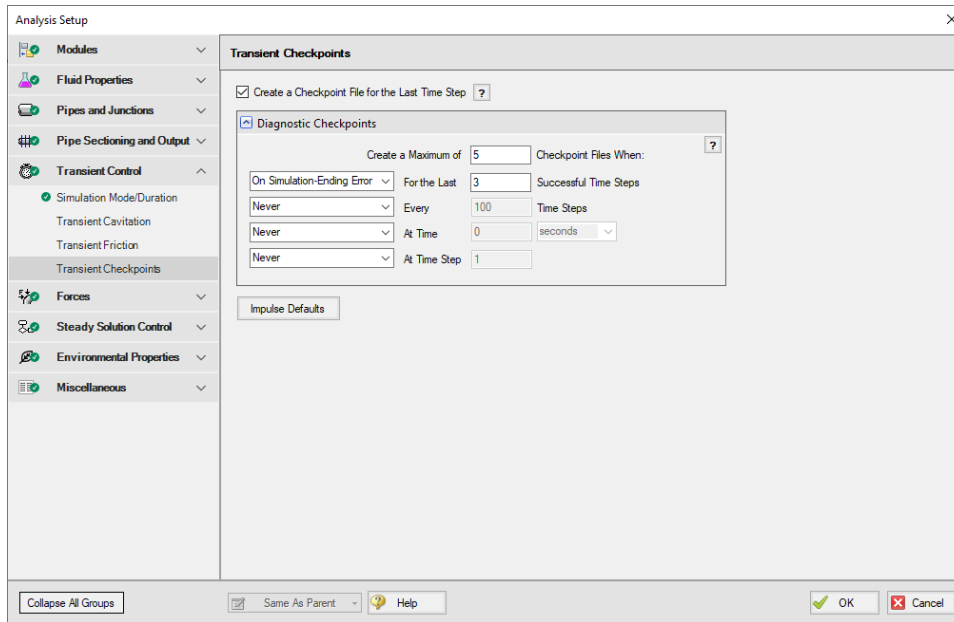 Analysis Setup
Modules
Fluid Properties
Pipes and Junctions
Pipe Sectioning and Output
Transient Control
Simulation Mode/Duration
Transient Cavitation
Transient Friction
Transient Checkpoints
Forces
Steady Solution Control
Environmental Properties
Miscellaneous
Transient Checkpoints
Create a Checkpoint File for the Last Time Step ?
Diagnostic Checkpoints
?
Create a Maximum of 5 Checkpoint Files When:
On Simulation-Ending Error For the Last 3 Successful Time Steps
Never Every 100 Time Steps
Never At Time 0 seconds
Never At Time Step 1
Impulse Defaults
Collapse All Groups Same As Parent Help OK Cancel